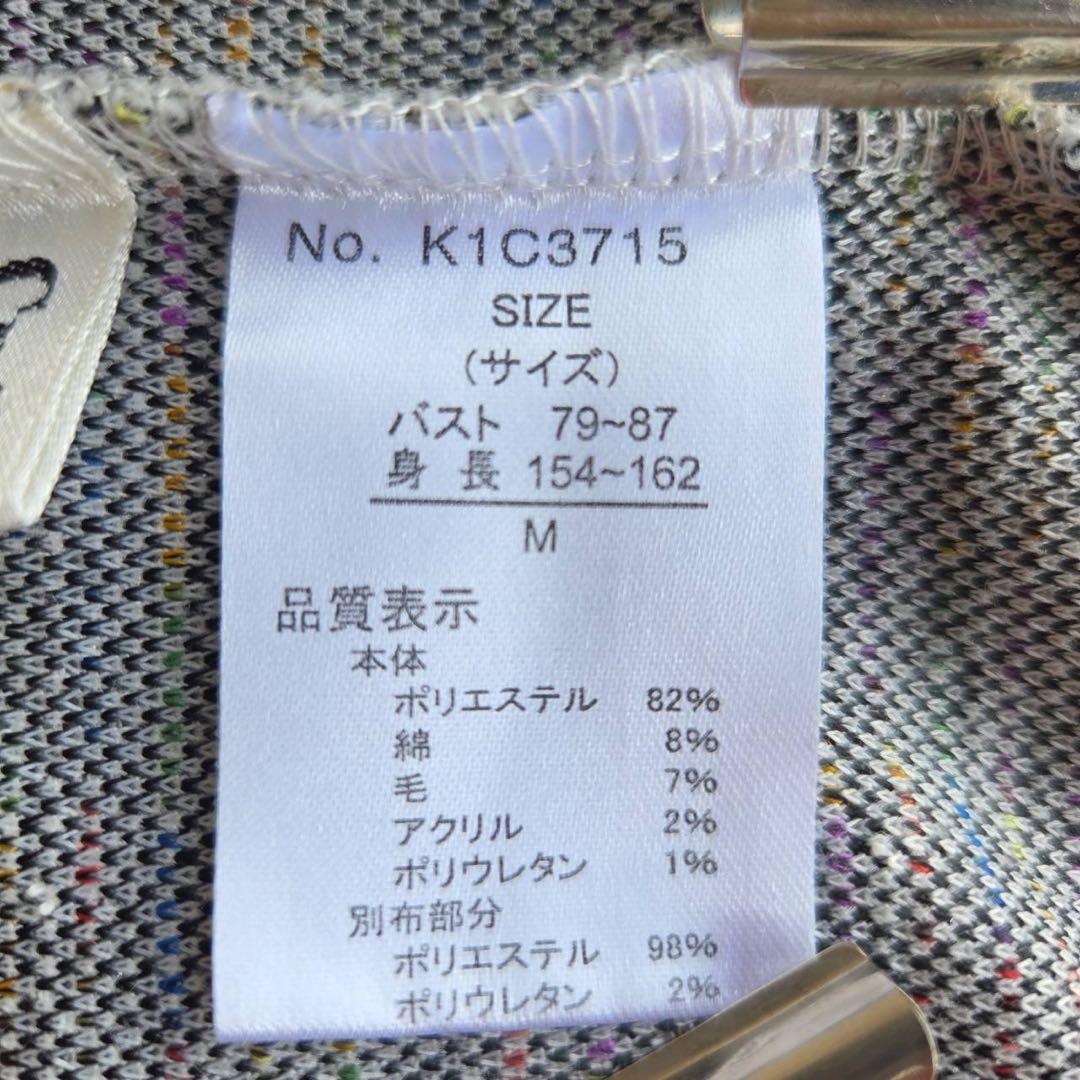 No. K1C3715
SIZE
(サイズ)
バスト 79~87
身 長 154~162
M
品質表示
本体
ポリエステル 82%
綿 8%
毛 7%
アクリル 2%
ポリウレタン 1%
別布部分
ポリエステル 98%
ポリウレタン 2%